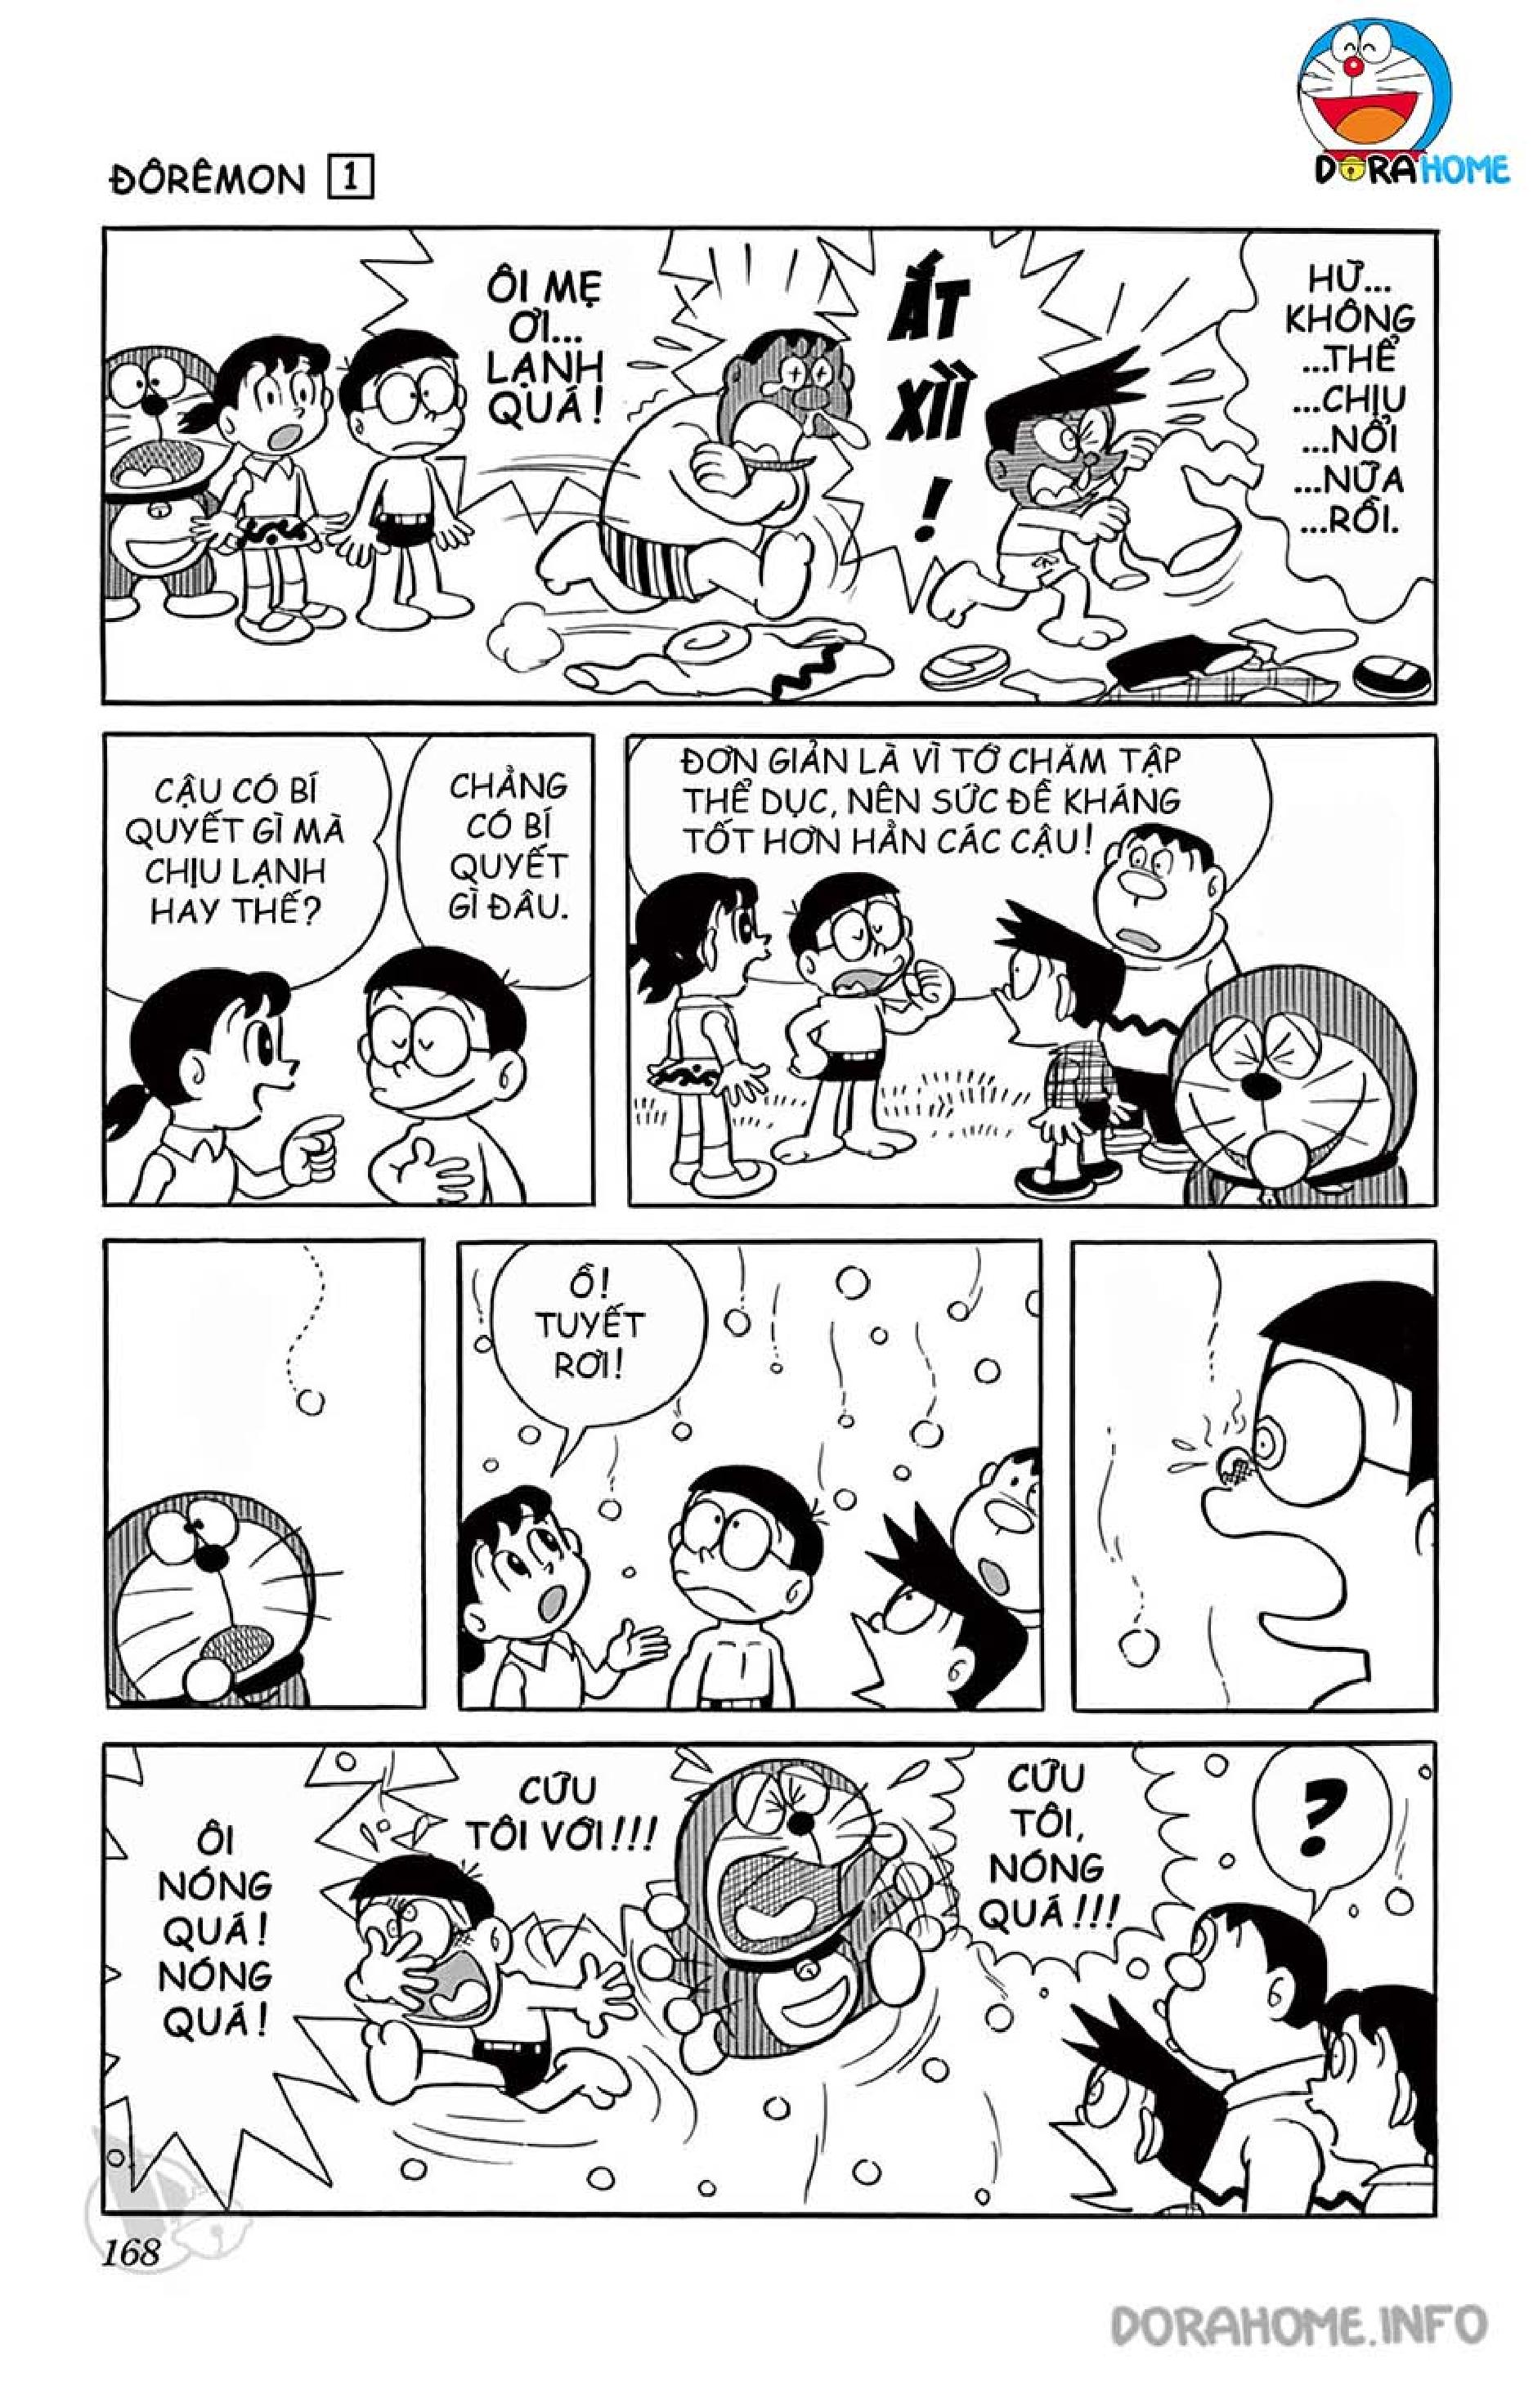 DORAHOME
ĐÔRÊMON 1
ÔI MẸ
ƠI...
LẠNH
QUÁ!
ẤT
XÌÌ
!
HỪ...
KHÔNG
...THỂ
...CHỊU
...NỔI
...NỮA
...RỒI.
CẬU CÓ BÍ
QUYẾT GÌ MÀ
CHỊU LẠNH
HAY THẾ?
CHẲNG
CÓ BÍ
QUYẾT
GÌ ĐÂU.
ĐƠN GIẢN LÀ VÌ TỚ CHĂM TẬP
THỂ DỤC, NÊN SỨC ĐỀ KHÁNG
TỐT HƠN HẲN CÁC CẬU!
Ồ!
TUYẾT
RƠI!
ÔI
NÓNG
QUÁ!
NÓNG
QUÁ!
CỨU
TÔI VỚI!!!
CỨU
TÔI,
NÓNG
QUÁ!!!
?
168
DORAHOME.INFO